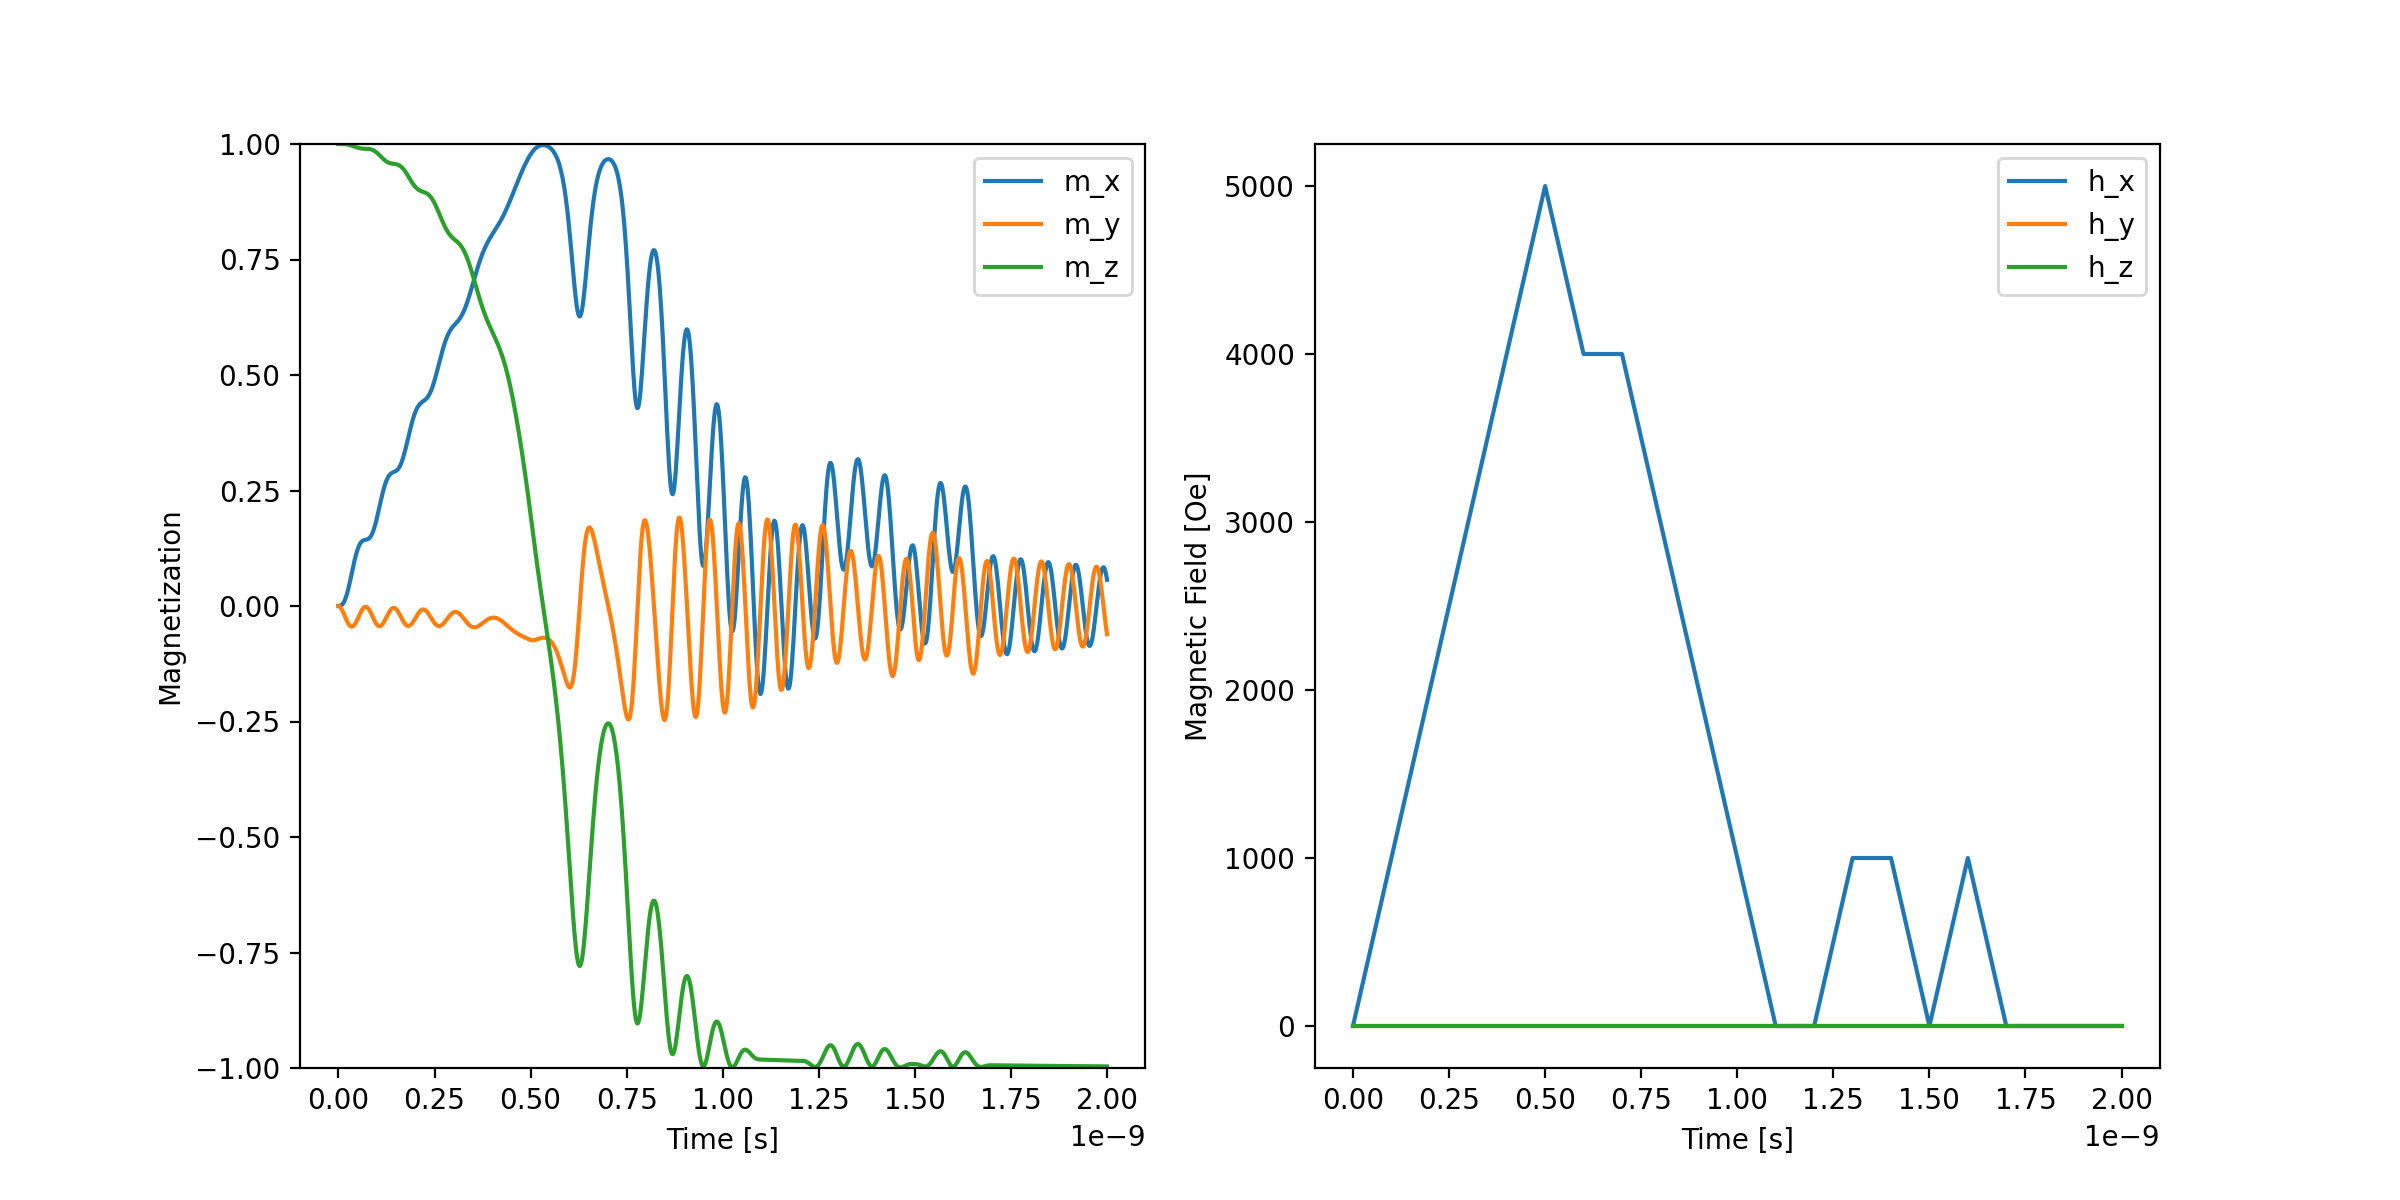 Magnetization
1.00
0.75
0.50
0.25
0.00
−0.25
−0.50
−0.75
−1.00
m_x
m_y
m_z
0.00 0.25 0.50 0.75 1.00 1.25 1.50 1.75 2.00
Time [s]
1e−9
Magnetic Field [Oe]
5000
4000
3000
2000
1000
0
h_x
h_y
h_z
0.00 0.25 0.50 0.75 1.00 1.25 1.50 1.75 2.00
Time [s]
1e−9